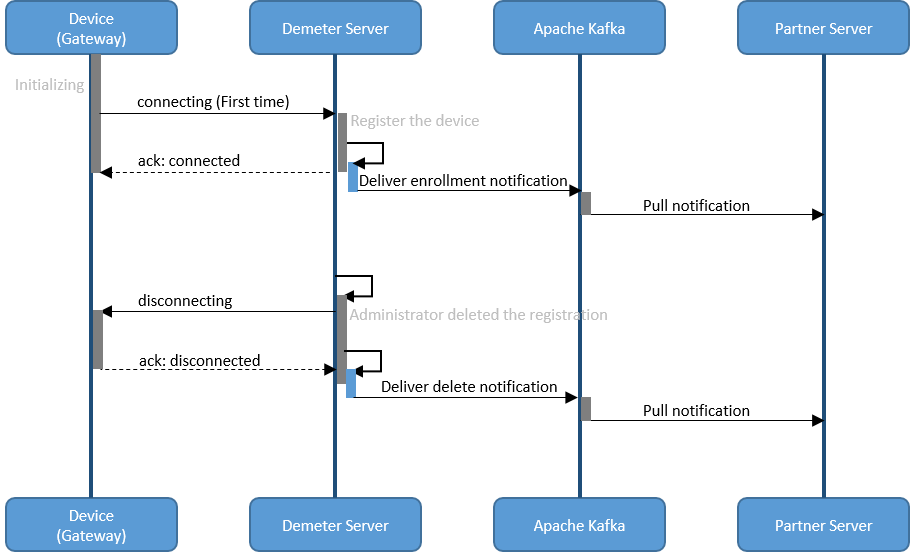 Device
(Gateway)
Demeter Server
Apache Kafka
Partner Server
Initializing
connecting (First time)
Register the device
ack: connected
Deliver enrollment notification
Pull notification
disconnecting
Administrator deleted the registration
ack: disconnected
Deliver delete notification
Pull notification
Device
(Gateway)
Demeter Server
Apache Kafka
Partner Server